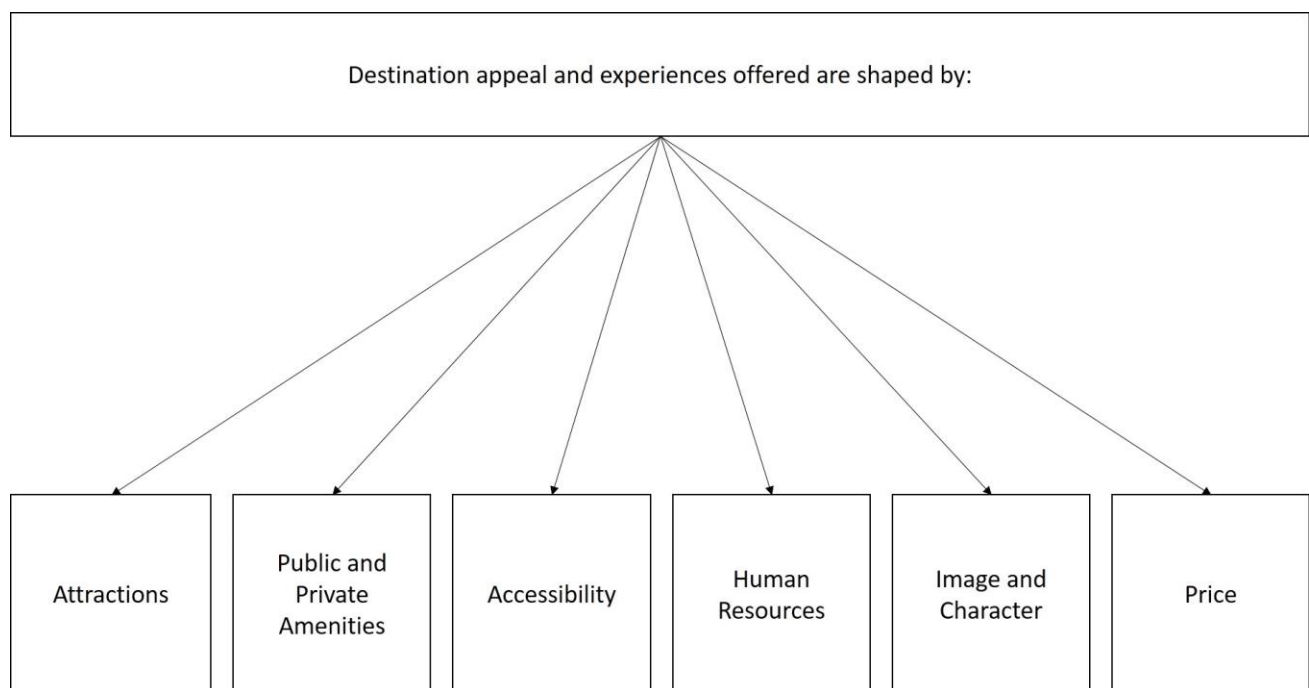 Destination appeal and experiences offered are shaped by:
Attractions
Public and
Private
Amenities
Accessibility
Human
Resources
Image and
Character
Price